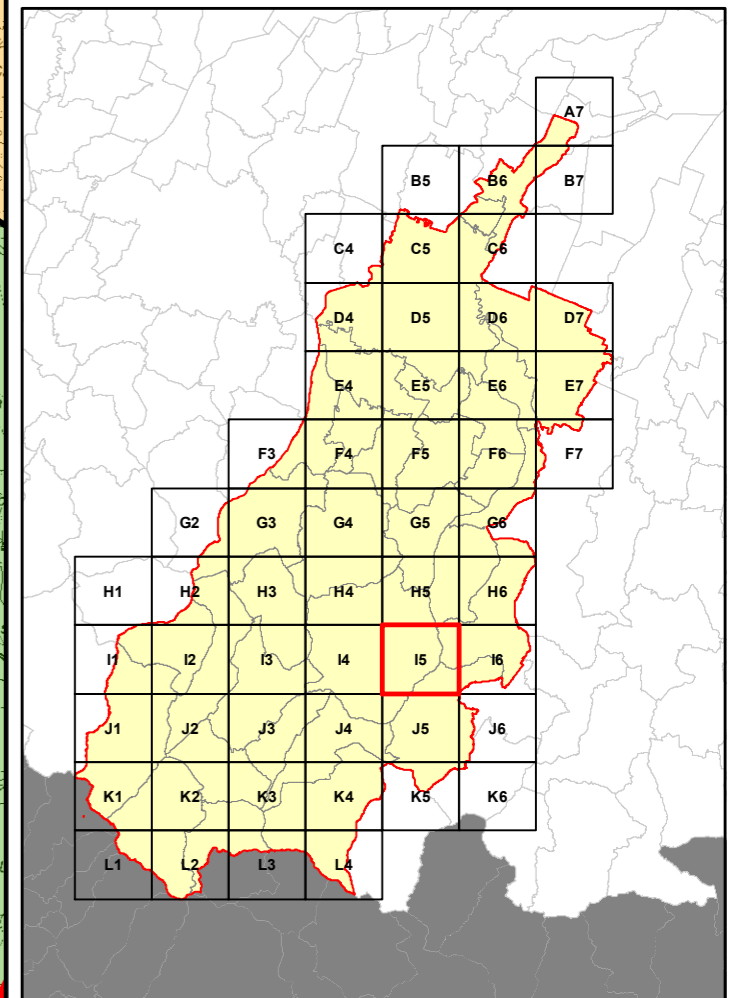 A7
B5 B6 B7
C4 C5 C6
D4 D5 D6 D7
E4 E5 E6 E7
F3 F4 F5 F6 F7
G2 G3 G4 G5 G6
H1 H2 H3 H4 H5 H6
I1 I2 I3 I4 I5 I6
J1 J2 J3 J4 J5 J6
K1 K2 K3 K4 K5 K6
L1 L2 L3 L4